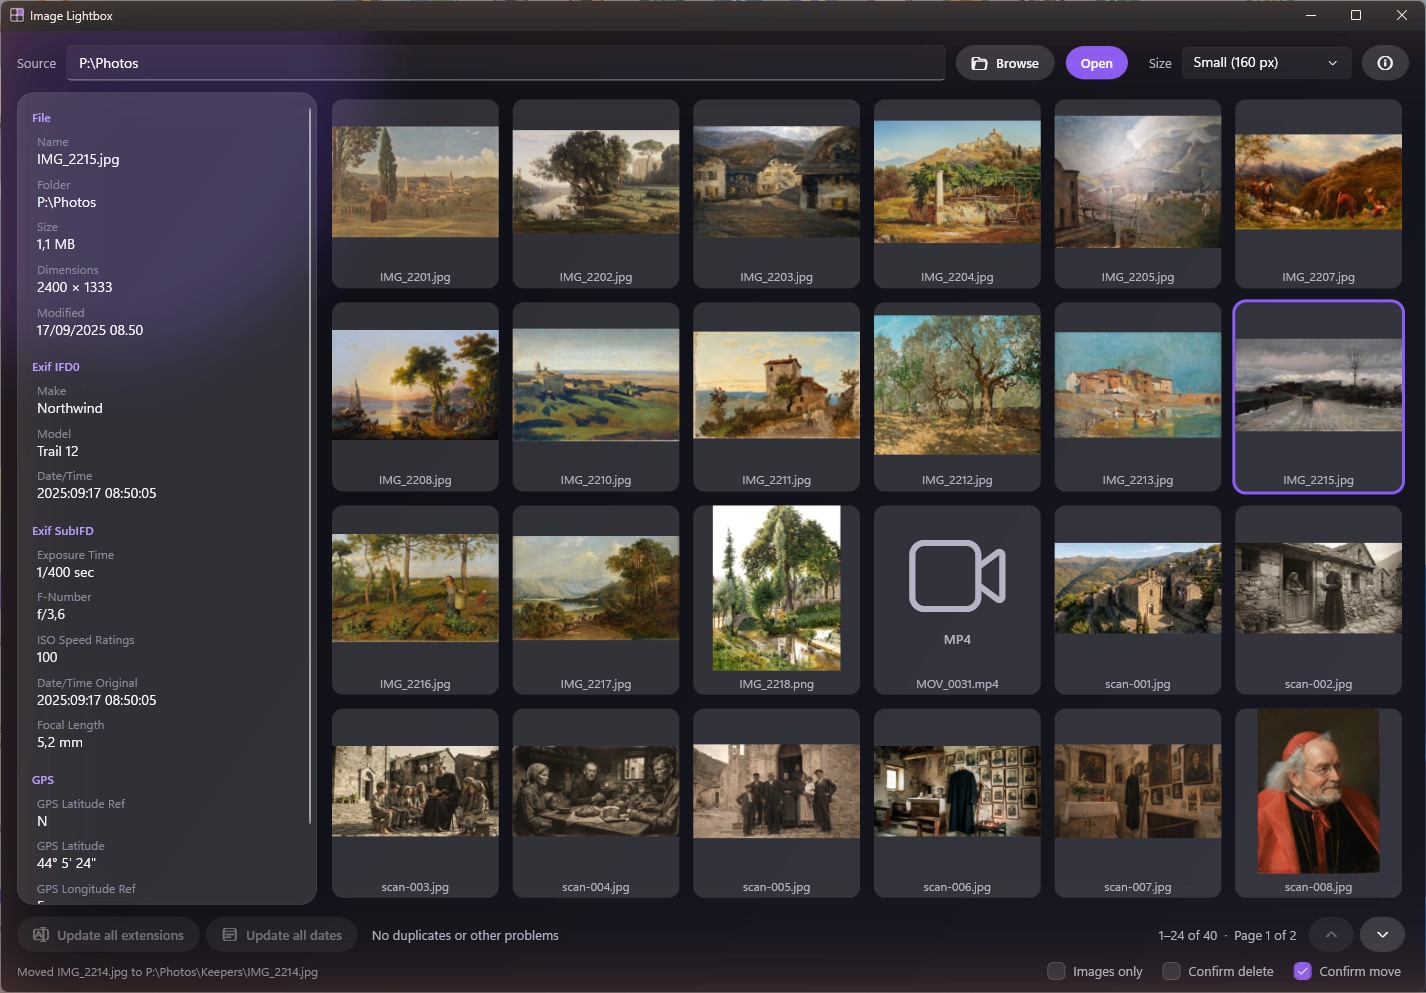 Image Lightbox
Source
P:\Photos
Browse
Open
Size
Small (160 px)
File
Name
IMG_2215.jpg
Folder
P:\Photos
Size
1,1 MB
Dimensions
2400 × 1333
Modified
17/09/2025 08.50
Exif IFD0
Make
Northwind
Model
Trail 12
Date/Time
2025:09:17 08:50:05
Exif SubIFD
Exposure Time
1/400 sec
F-Number
f/3,6
ISO Speed Ratings
100
Date/Time Original
2025:09:17 08:50:05
Focal Length
5,2 mm
GPS
GPS Latitude Ref
N
GPS Latitude
44° 5' 24"
GPS Longitude Ref
IMG_2201.jpg
IMG_2202.jpg
IMG_2203.jpg
IMG_2204.jpg
IMG_2205.jpg
IMG_2207.jpg
IMG_2208.jpg
IMG_2210.jpg
IMG_2211.jpg
IMG_2212.jpg
IMG_2213.jpg
IMG_2215.jpg
IMG_2216.jpg
IMG_2217.jpg
IMG_2218.png
MP4
MOV_0031.mp4
scan-001.jpg
scan-002.jpg
scan-003.jpg
scan-004.jpg
scan-005.jpg
scan-006.jpg
scan-007.jpg
scan-008.jpg
Update all extensions
Update all dates
No duplicates or other problems
1–24 of 40 · Page 1 of 2
Moved IMG_2214.jpg to P:\Photos\Keepers\IMG_2214.jpg
Images only
Confirm delete
Confirm move